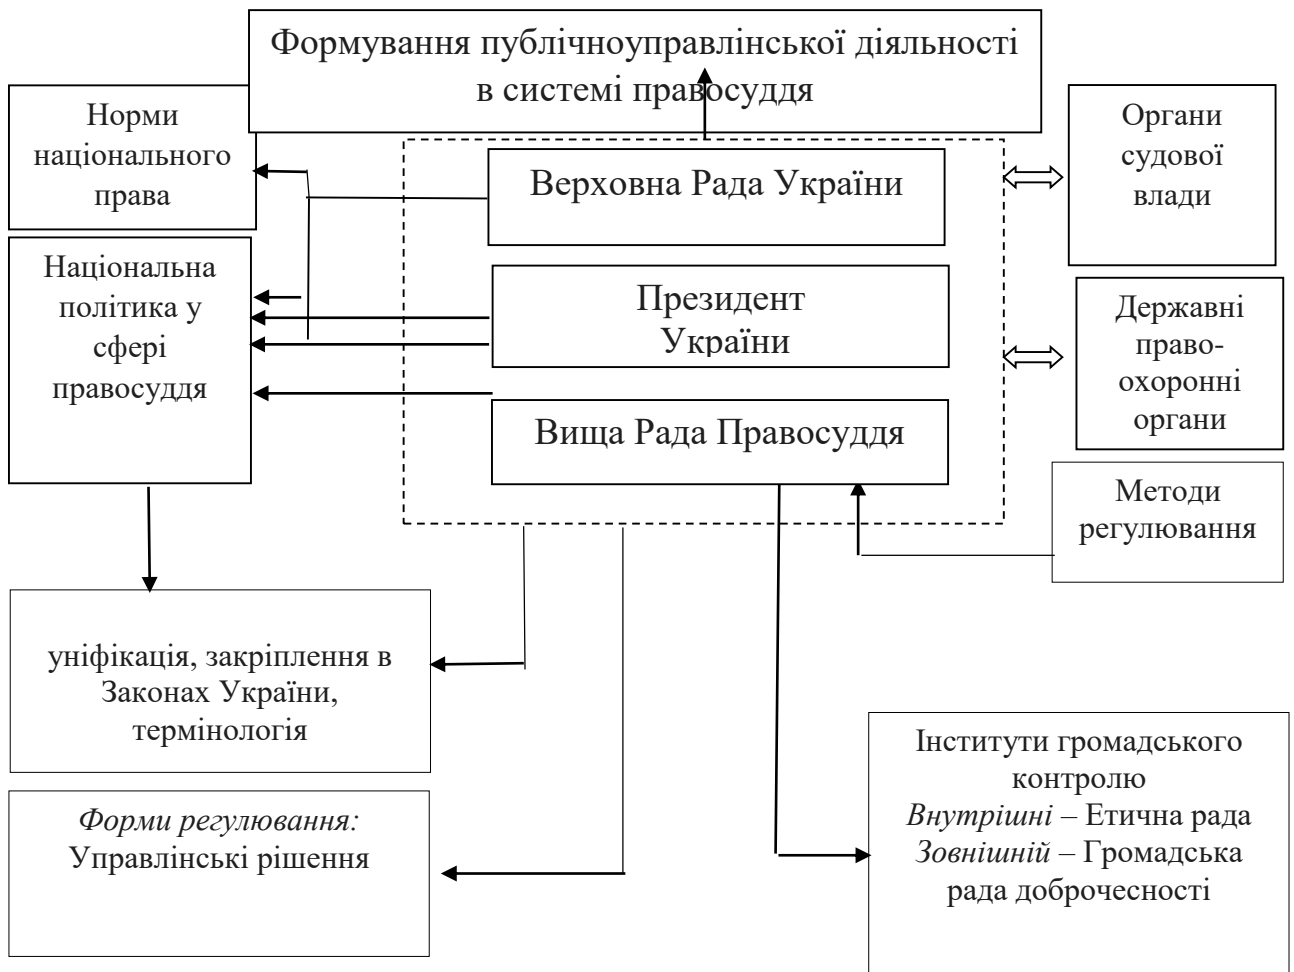 Формування публічноуправлінської діяльності
в системі правосуддя
Норми
національного
права
Верховна Рада України
Органи
судової
влади
Національна
політика у
сфері
правосуддя
Президент
України
Державні
право-
охоронні
органи
Вища Рада Правосуддя
Методи
регулювання
уніфікація, закріплення в
Законах України,
термінологія
Форми регулювання:
Управлінські рішення
Інститути громадського
контролю
Внутрішні – Етична рада
Зовнішній – Громадська
рада доброчесності